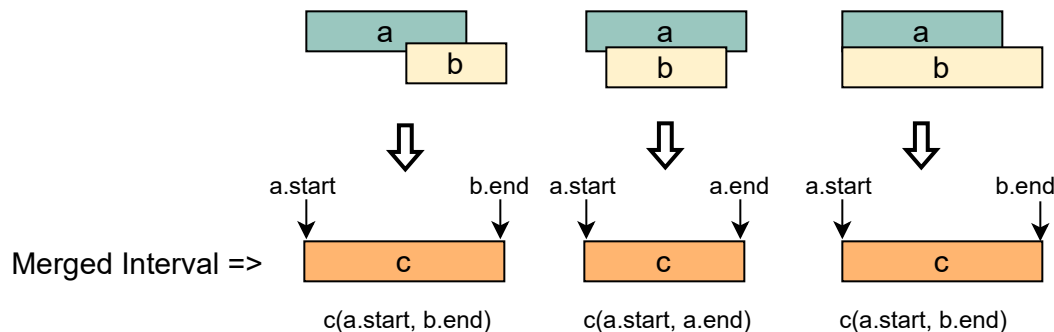 a
b
a
b
a
b
a.start
b.end
a.start
a.end
a.start
b.end
Merged Interval =>
c
c
c
c(a.start, b.end)
c(a.start, a.end)
c(a.start, b.end)